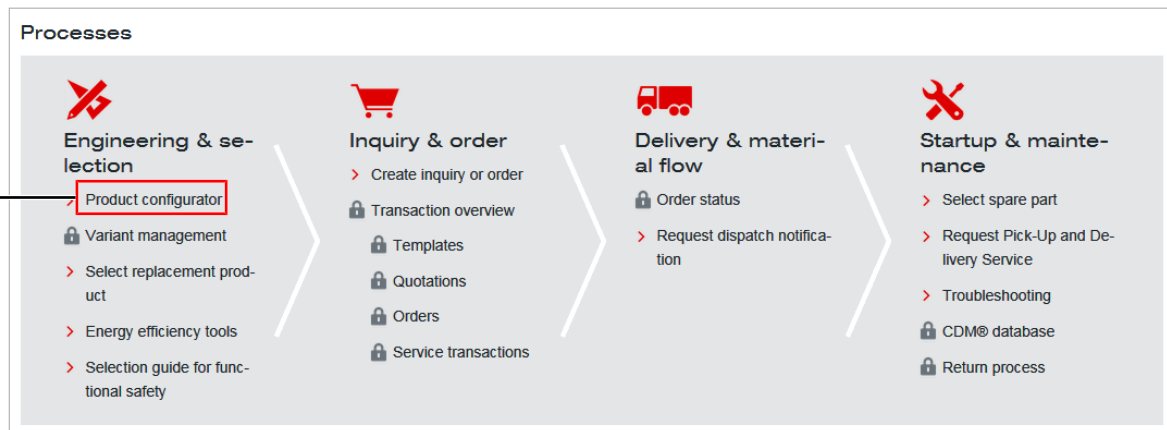 Processes
Engineering & se-
lection
Product configurator
Variant management
Select replacement prod-
uct
Energy efficiency tools
Selection guide for func-
tional safety
Inquiry & order
Create inquiry or order
Transaction overview
Templates
Quotations
Orders
Service transactions
Delivery & materi-
al flow
Order status
Request dispatch notifica-
tion
Startup & mainte-
nance
Select spare part
Request Pick-Up and De-
livery Service
Troubleshooting
CDM® database
Return process